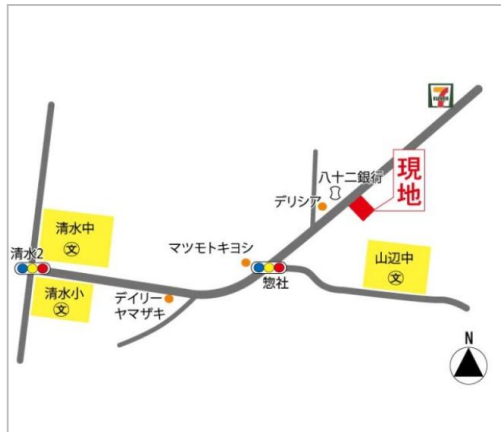 7
ELEVEN
八十二銀行
現地
デリシア
清水中
文
マツモトキヨシ
山辺中
文
清水2
惣社
清水小
文
デイリー
ヤマザキ
N